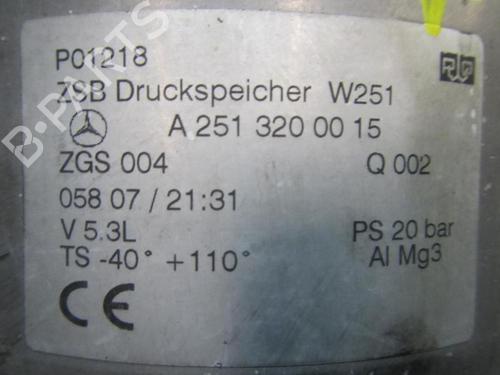 P01218
ZSB Druckspeicher W251
A 251 320 00 15
ZGS 004 Q 002
058 07 / 21:31
V 5.3L PS 20 bar
TS -40° +110° Al Mg3
CE
B-PARTS